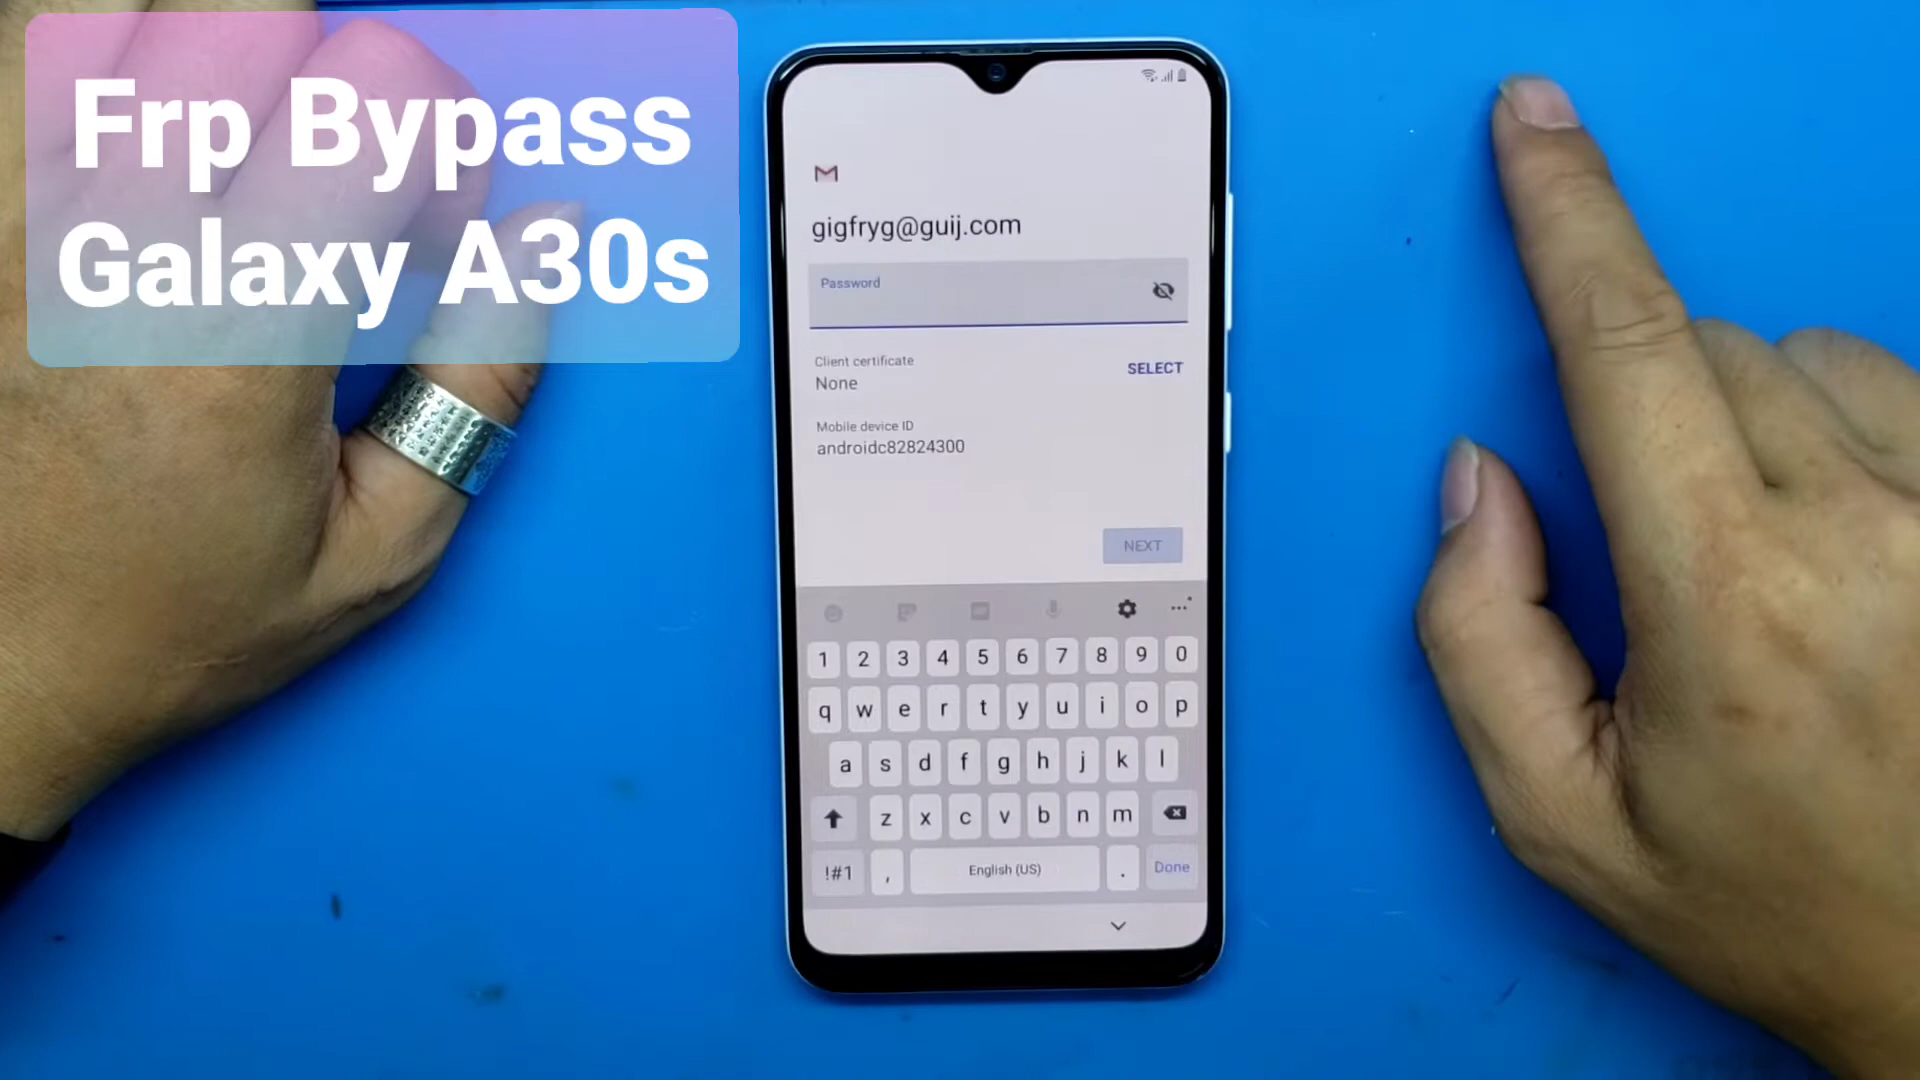 Frp Bypass
Galaxy A30s
gigfryg@guij.com
Password
Client certificate
None
SELECT
Mobile device ID
androidc82824300
NEXT
1 2 3 4 5 6 7 8 9 0
q w e r t y u i o p
a s d f g h j k l
z x c v b n m
!#1 , English (US) . Done